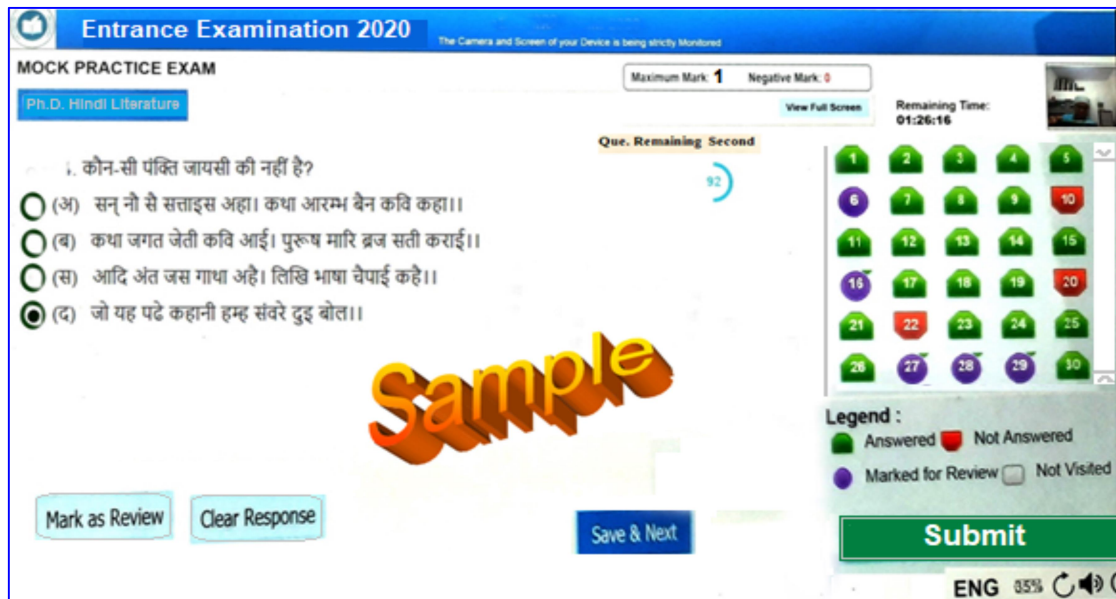 Entrance Examination 2020
The Camera and Screen of your Device is being strictly Monitored
MOCK PRACTICE EXAM
Maximum Mark: 1 Negative Mark: 0
Ph.D. Hindi Literature
View Full Screen
Remaining Time:
01:26:16
Que. Remaining Second
92
. कौन-सी पंक्ति जायसी की नहीं है?
(अ) सन् नौ सै सत्ताइस अहा। कथा आरम्भ बैन कवि कहा।।
(ब) कथा जगत जेती कवि आई। पुरूष मारि ब्रज सती कराई।।
(स) आदि अंत जस गाथा अहै। लिखि भाषा चैपाई कहै।।
(द) जो यह पढे कहानी हम्ह संवरे दुइ बोल।।
Sample
1 2 3 4 5
6 7 8 9 10
11 12 13 14 15
16 17 18 19 20
21 22 23 24 25
26 27 28 29 30
Legend :
Answered Not Answered
Marked for Review Not Visited
Mark as Review Clear Response
Save & Next
Submit
ENG